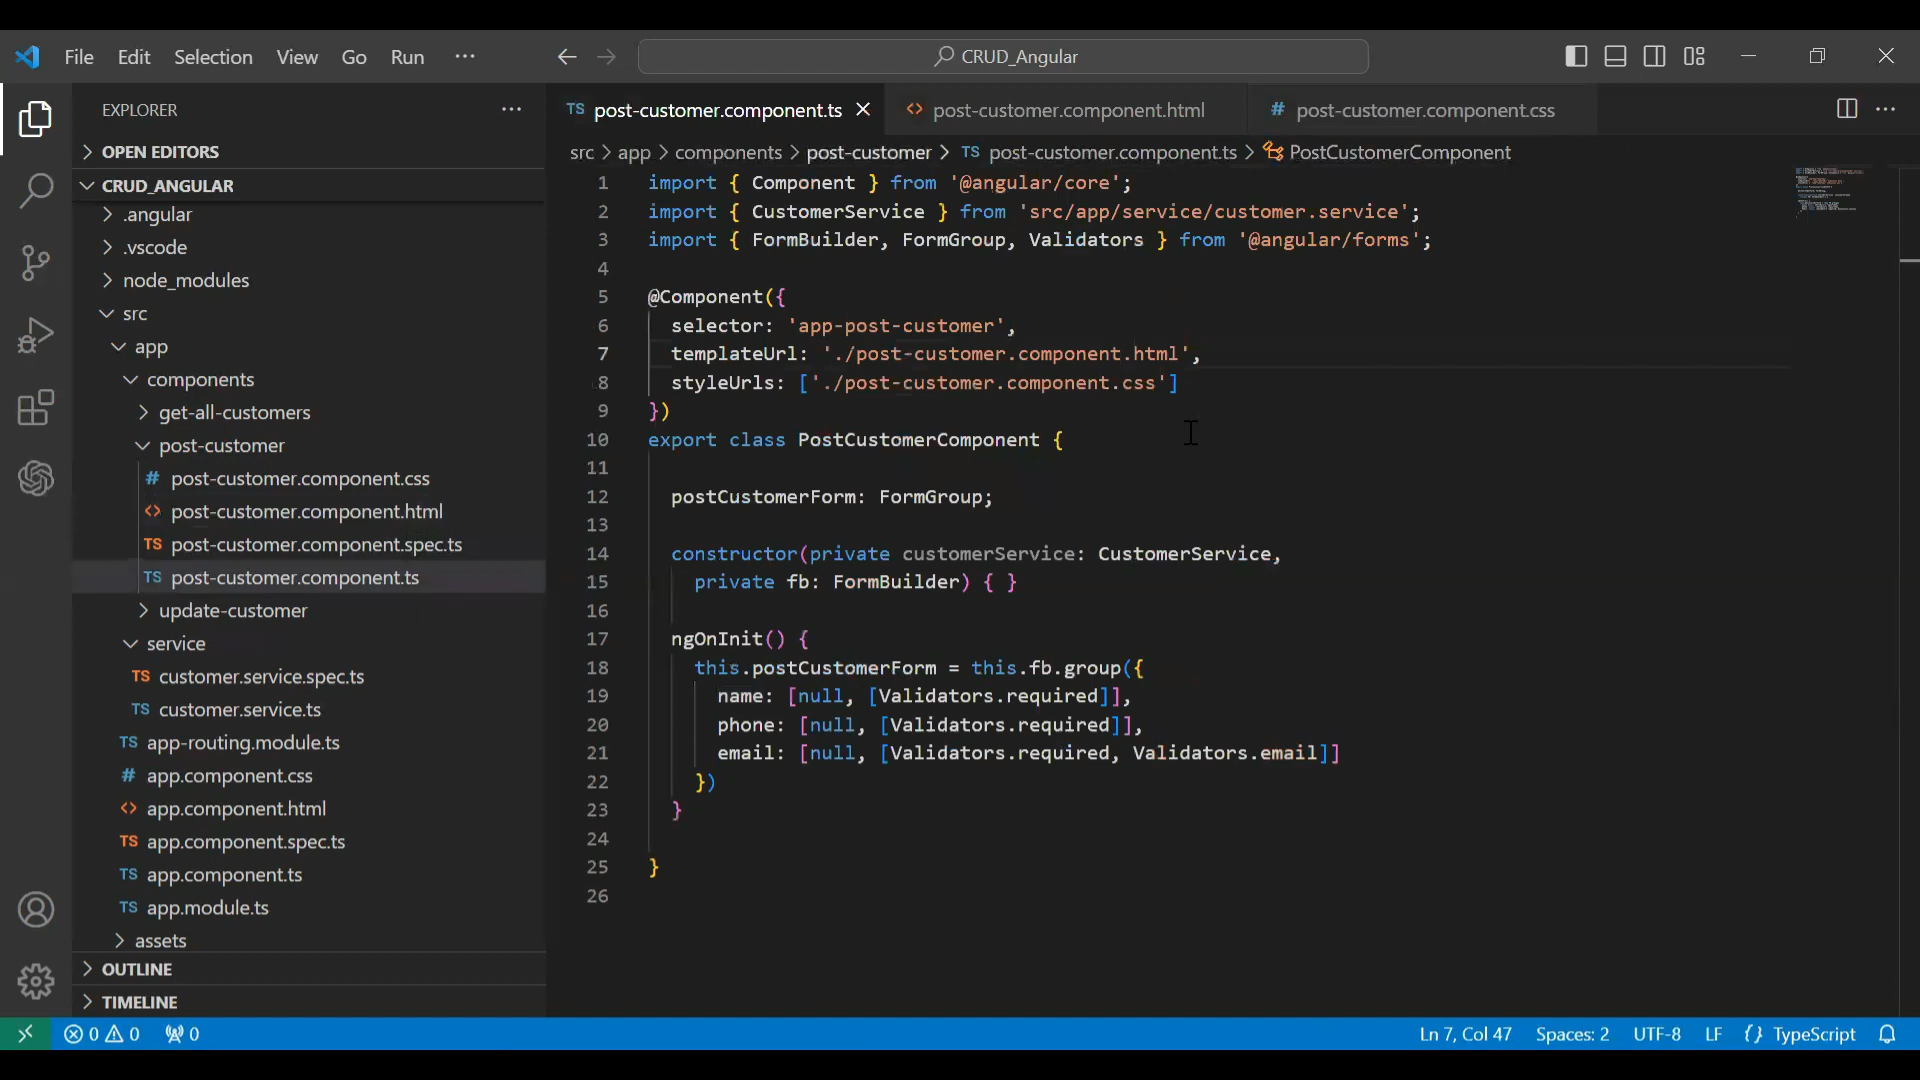 File Edit Selection View Go Run ··· CRUD_Angular
EXPLORER ···
OPEN EDITORS
CRUD_ANGULAR
.angular
.vscode
node_modules
src
app
components
get-all-customers
post-customer
# post-customer.component.css
<> post-customer.component.html
TS post-customer.component.spec.ts
TS post-customer.component.ts
update-customer
service
TS customer.service.spec.ts
TS customer.service.ts
TS app-routing.module.ts
# app.component.css
<> app.component.html
TS app.component.spec.ts
TS app.component.ts
TS app.module.ts
assets
OUTLINE
TIMELINE
TS post-customer.component.ts <> post-customer.component.html # post-customer.component.css ···
src > app > components > post-customer > TS post-customer.component.ts > PostCustomerComponent
1 import { Component } from '@angular/core';
2 import { CustomerService } from 'src/app/service/customer.service';
3 import { FormBuilder, FormGroup, Validators } from '@angular/forms';
4
5 @Component({
6 selector: 'app-post-customer',
7 templateUrl: './post-customer.component.html',
8 styleUrls: ['./post-customer.component.css']
9 })
10 export class PostCustomerComponent {
11
12 postCustomerForm: FormGroup;
13
14 constructor(private customerService: CustomerService,
15 private fb: FormBuilder) { }
16
17 ngOnInit() {
18 this.postCustomerForm = this.fb.group({
19 name: [null, [Validators.required]],
20 phone: [null, [Validators.required]],
21 email: [null, [Validators.required, Validators.email]]
22 })
23 }
24
25 }
26
0 0 0 Ln 7, Col 47 Spaces: 2 UTF-8 LF {} TypeScript